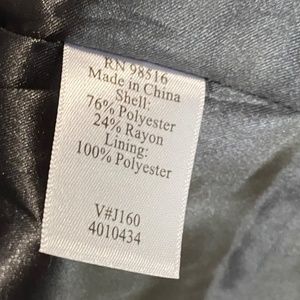 RN 98516
Made in China
Shell:
76% Polyester
24% Rayon
Lining:
100% Polyester
V#J160
4010434